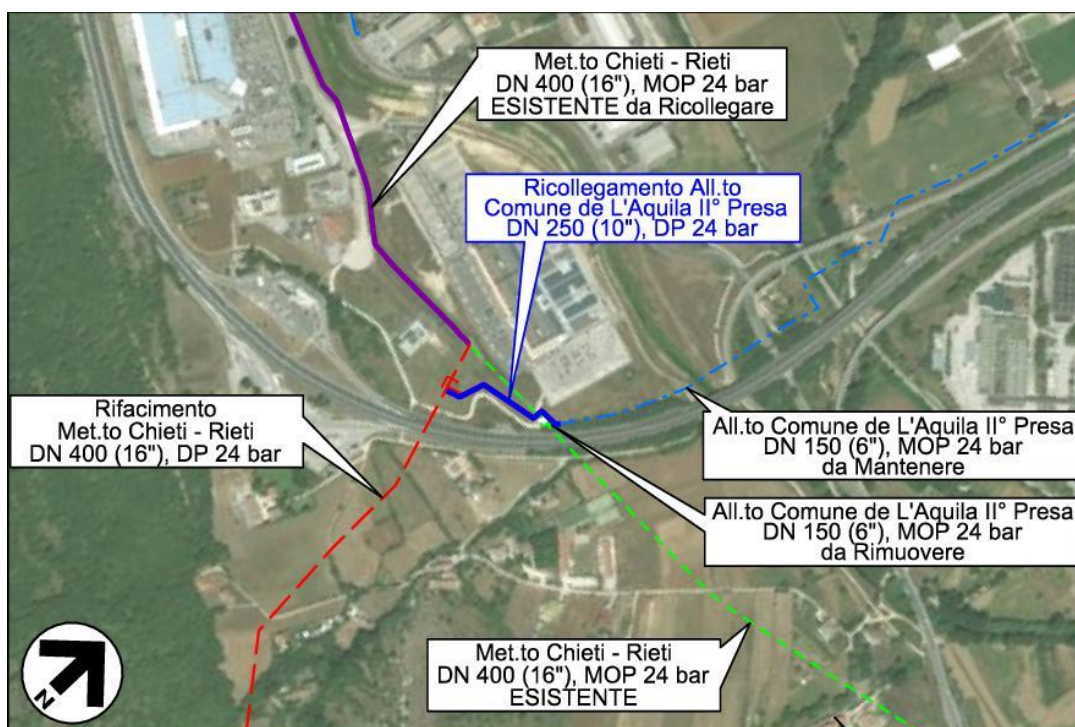 Met.to Chieti - Rieti
DN 400 (16"), MOP 24 bar
ESISTENTE da Ricollegare
Ricollegamento All.to
Comune de L'Aquila II° Presa
DN 250 (10"), DP 24 bar
Rifacimento
Met.to Chieti - Rieti
DN 400 (16"), DP 24 bar
All.to Comune de L'Aquila II° Presa
DN 150 (6"), MOP 24 bar
da Mantenere
All.to Comune de L'Aquila II° Presa
DN 150 (6"), MOP 24 bar
da Rimuovere
Met.to Chieti - Rieti
DN 400 (16"), MOP 24 bar
ESISTENTE
N